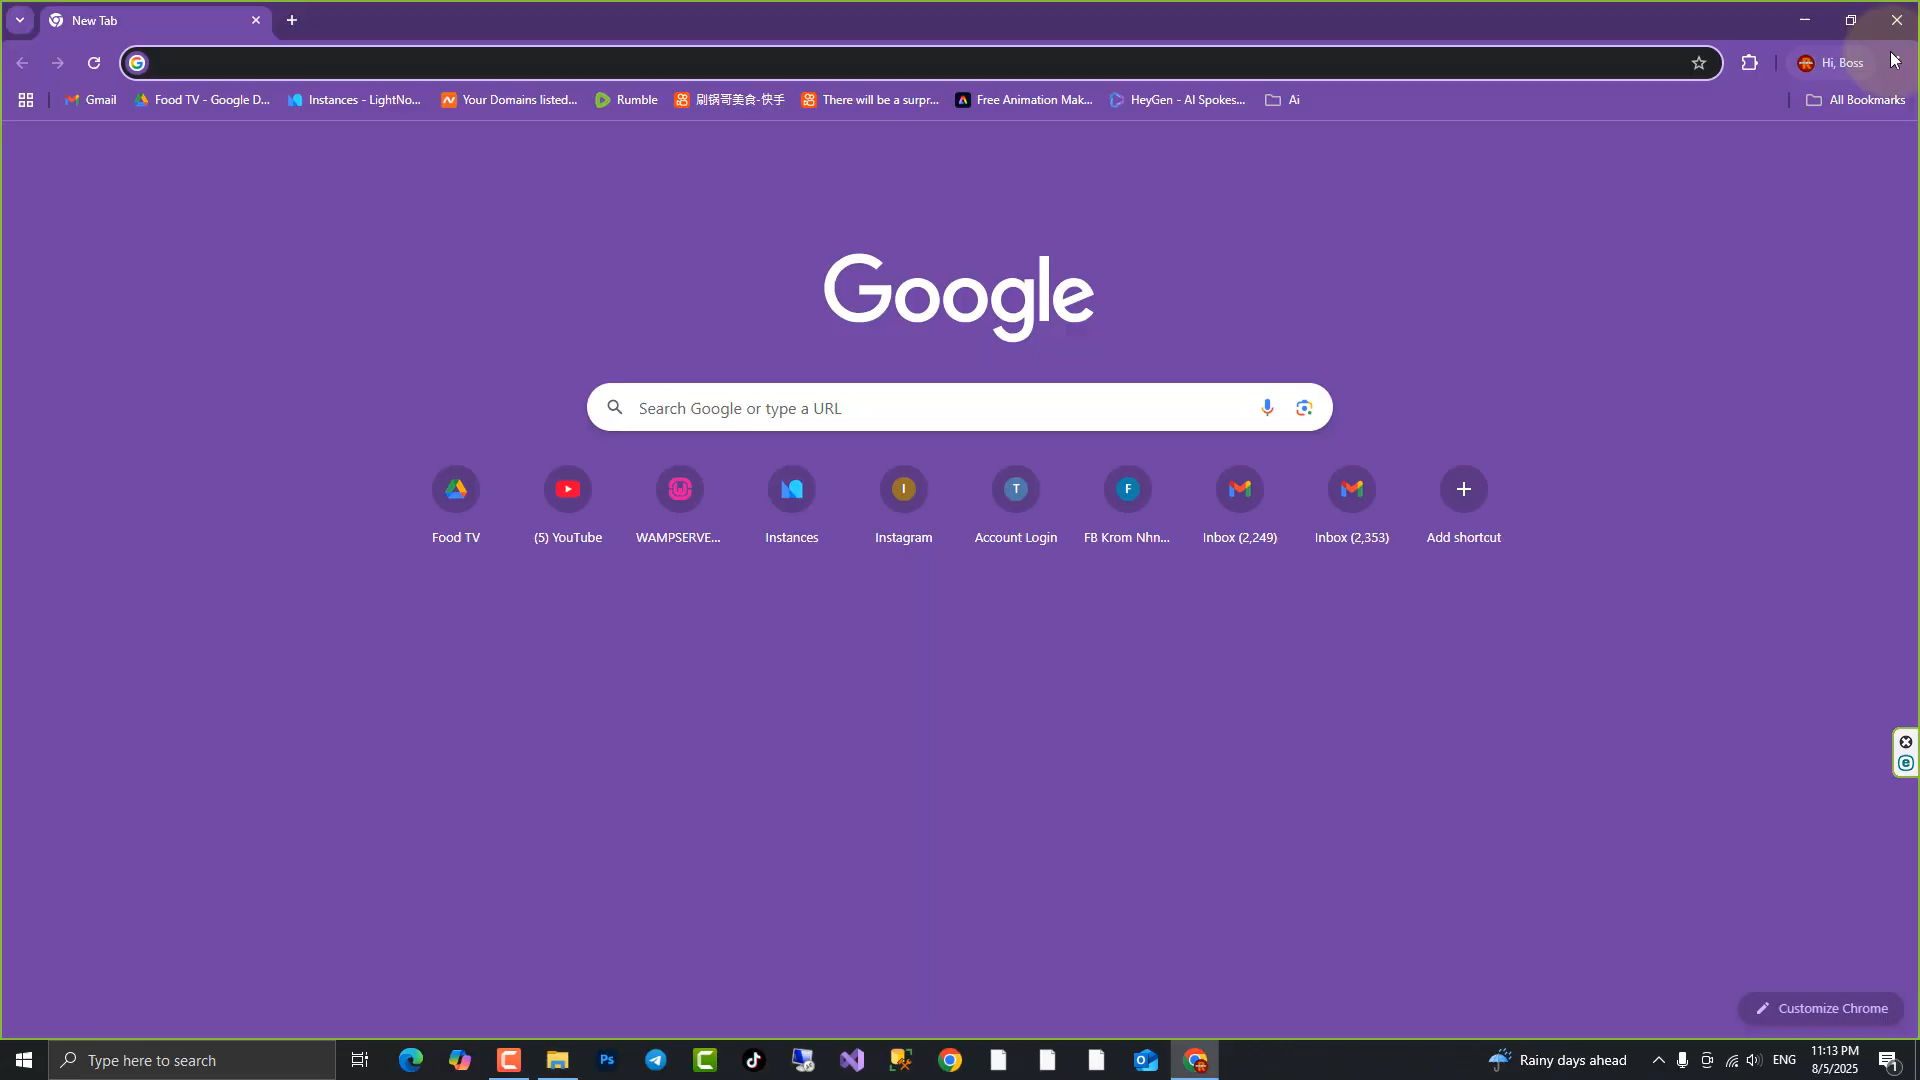 New Tab
Hi, Boss
Gmail
Food TV - Google D...
Instances - LightNo...
Your Domains listed...
Rumble
刷锅哥美食-快手
There will be a surpr...
Free Animation Mak...
HeyGen - AI Spokes...
Ai
All Bookmarks
Google
Search Google or type a URL
I
T
F
Food TV
(5) YouTube
WAMPSERVE...
Instances
Instagram
Account Login
FB Krom Nhn...
Inbox (2,249)
Inbox (2,353)
Add shortcut
Customize Chrome
Type here to search
Ps
Rainy days ahead
ENG
11:13 PM
8/5/2025
1